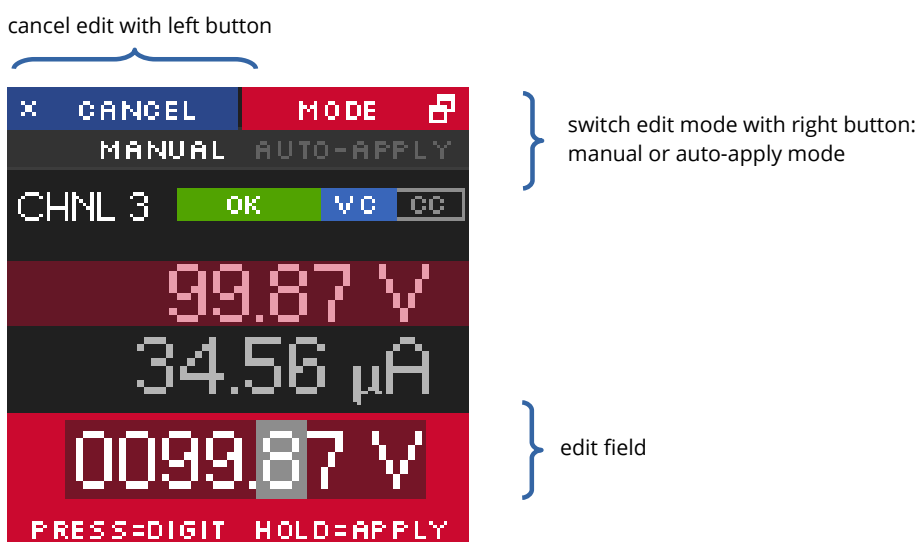 cancel edit with left button
x CANCEL MODE
MANUAL AUTO-APPLY
switch edit mode with right button:
manual or auto-apply mode
CHNL 3 OK VC CC
99.87 V
34.56 µA
0099.87 V
edit field
PRESS=DIGIT HOLD=APPLY